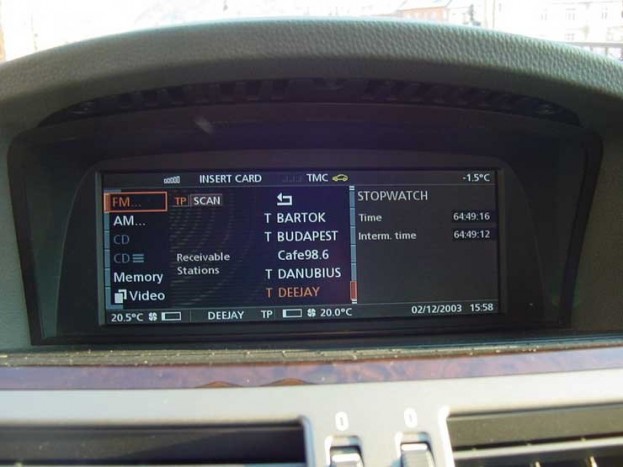 INSERT CARD TMC -1.5°C
FM...
TP SCAN
AM...
CD
CD
Memory
Video
Receivable
Stations
T BARTOK
T BUDAPEST
Cafe98.6
T DANUBIUS
T DEEJAY
STOPWATCH
Time 64:49:16
Interm. time 64:49:12
20.5°C DEEJAY TP 20.0°C 02/12/2003 15:58
0 0